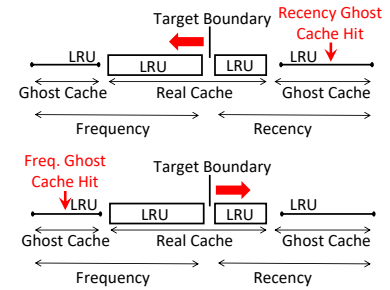 Target Boundary
Recency Ghost
Cache Hit
LRU
LRU
LRU
LRU
Ghost Cache
Real Cache
Ghost Cache
Frequency
Recency
Freq. Ghost
Cache Hit
Target Boundary
LRU
LRU
LRU
LRU
Ghost Cache
Real Cache
Ghost Cache
Frequency
Recency